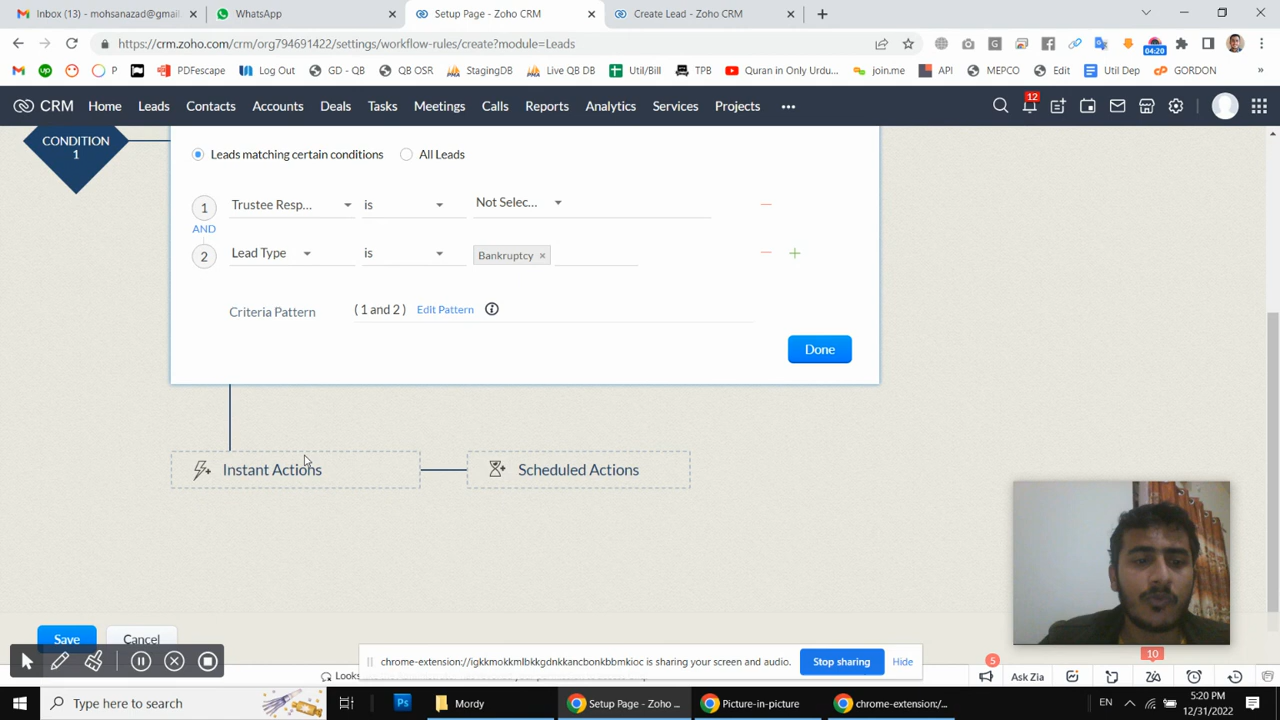 Inbox (13) - mohsanazad@gmail.
WhatsApp
Setup Page - Zoho CRM
Create Lead - Zoho CRM
https://crm.zoho.com/crm/org794691422/settings/workflow-rules/create?module=Leads
04:20
P
PDFescape
Log Out
GD - QB
QB OSR
StagingDB
Live QB DB
Util/Bill
TPB
Quran in Only Urdu...
join.me
API
MEPCO
Edit
Util Dep
GORDON
»
CRM
Home
Leads
Contacts
Accounts
Deals
Tasks
Meetings
Calls
Reports
Analytics
Services
Projects
12
CONDITION
1
Leads matching certain conditions
All Leads
1
Trustee Resp...
is
Not Selec...
AND
2
Lead Type
is
Bankruptcy
Criteria Pattern
( 1 and 2 )
Edit Pattern
Done
Instant Actions
Scheduled Actions
Save
Cancel
chrome-extension://igkkmokkmlbkkgdnkkancbonkbbmkioc is sharing your screen and audio.
Stop sharing
Hide
5
10
Looks
Ask Zia
Type here to search
Ps
Mordy
Setup Page - Zoho ...
Picture-in-picture
chrome-extension:/...
EN
5:20 PM
12/31/2022